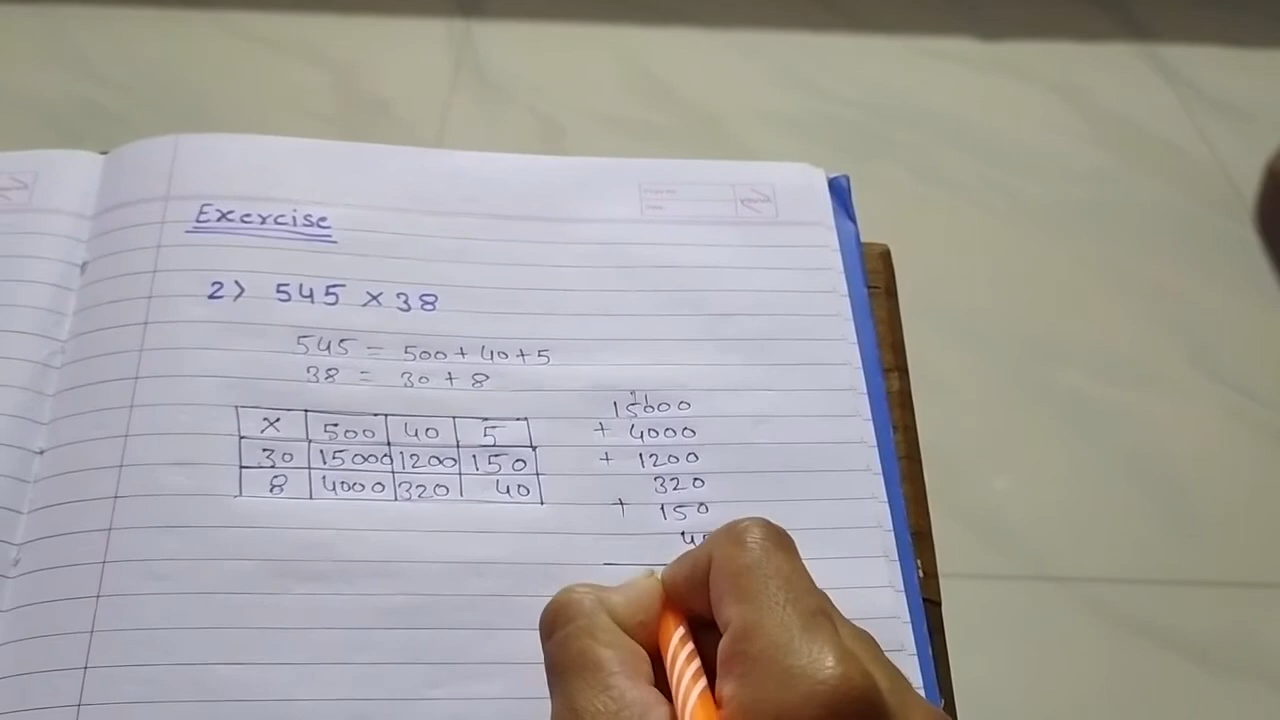 Exercise
2) 545 × 38
545 = 500 + 40 + 5
38 = 30 + 8
× 500 40 5
30 15000 1200 150
8 4000 320 40
15000
+ 4000
+ 1200
320
+ 150